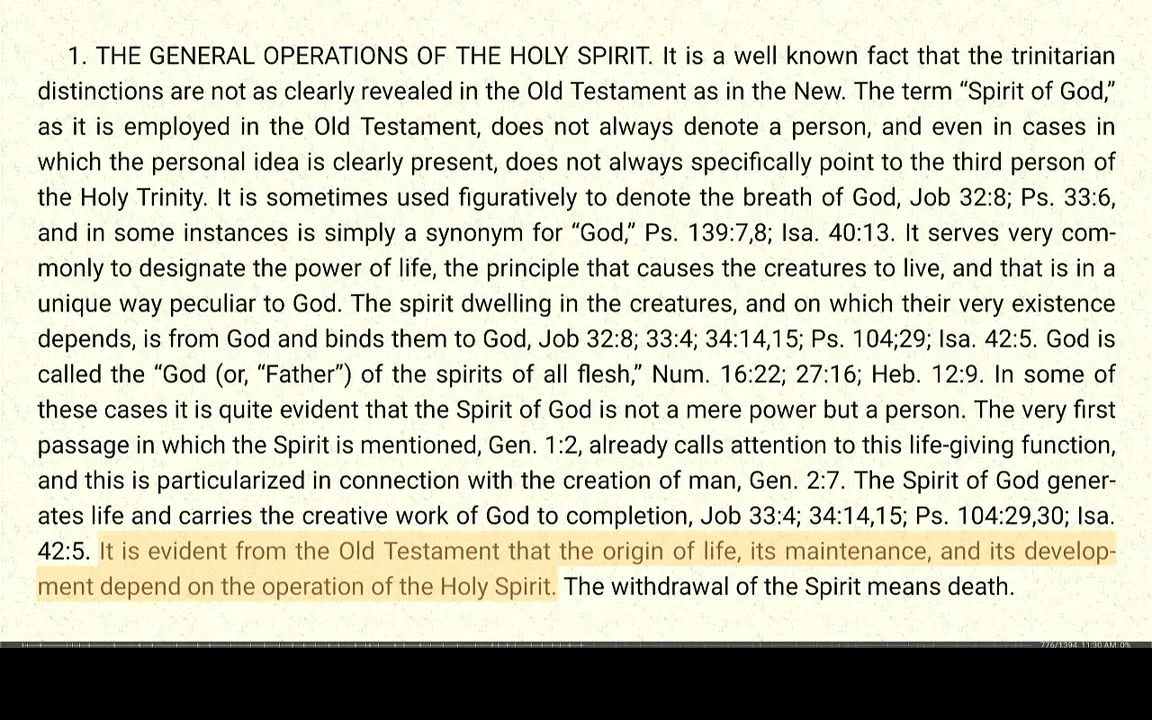 1. THE GENERAL OPERATIONS OF THE HOLY SPIRIT. It is a well known fact that the trinitarian
distinctions are not as clearly revealed in the Old Testament as in the New. The term “Spirit of God,”
as it is employed in the Old Testament, does not always denote a person, and even in cases in
which the personal idea is clearly present, does not always specifically point to the third person of
the Holy Trinity. It is sometimes used figuratively to denote the breath of God, Job 32:8; Ps. 33:6,
and in some instances is simply a synonym for “God,” Ps. 139:7,8; Isa. 40:13. It serves very com-
monly to designate the power of life, the principle that causes the creatures to live, and that is in a
unique way peculiar to God. The spirit dwelling in the creatures, and on which their very existence
depends, is from God and binds them to God, Job 32:8; 33:4; 34:14,15; Ps. 104;29; Isa. 42:5. God is
called the “God (or, “Father”) of the spirits of all flesh,” Num. 16:22; 27:16; Heb. 12:9. In some of
these cases it is quite evident that the Spirit of God is not a mere power but a person. The very first
passage in which the Spirit is mentioned, Gen. 1:2, already calls attention to this life-giving function,
and this is particularized in connection with the creation of man, Gen. 2:7. The Spirit of God gener-
ates life and carries the creative work of God to completion, Job 33:4; 34:14,15; Ps. 104:29,30; Isa.
42:5. It is evident from the Old Testament that the origin of life, its maintenance, and its develop-
ment depend on the operation of the Holy Spirit. The withdrawal of the Spirit means death.
776/1394 11:30 AM 0%